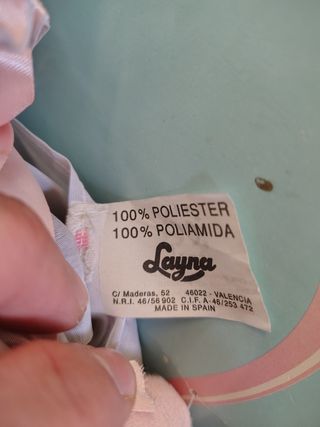 100% POLIESTER
100% POLIAMIDA
Layna
C/ Maderas, 52 46022 - VALENCIA
N.R.I. 46/56 902 C.I.F. A-46/253 472
MADE IN SPAIN